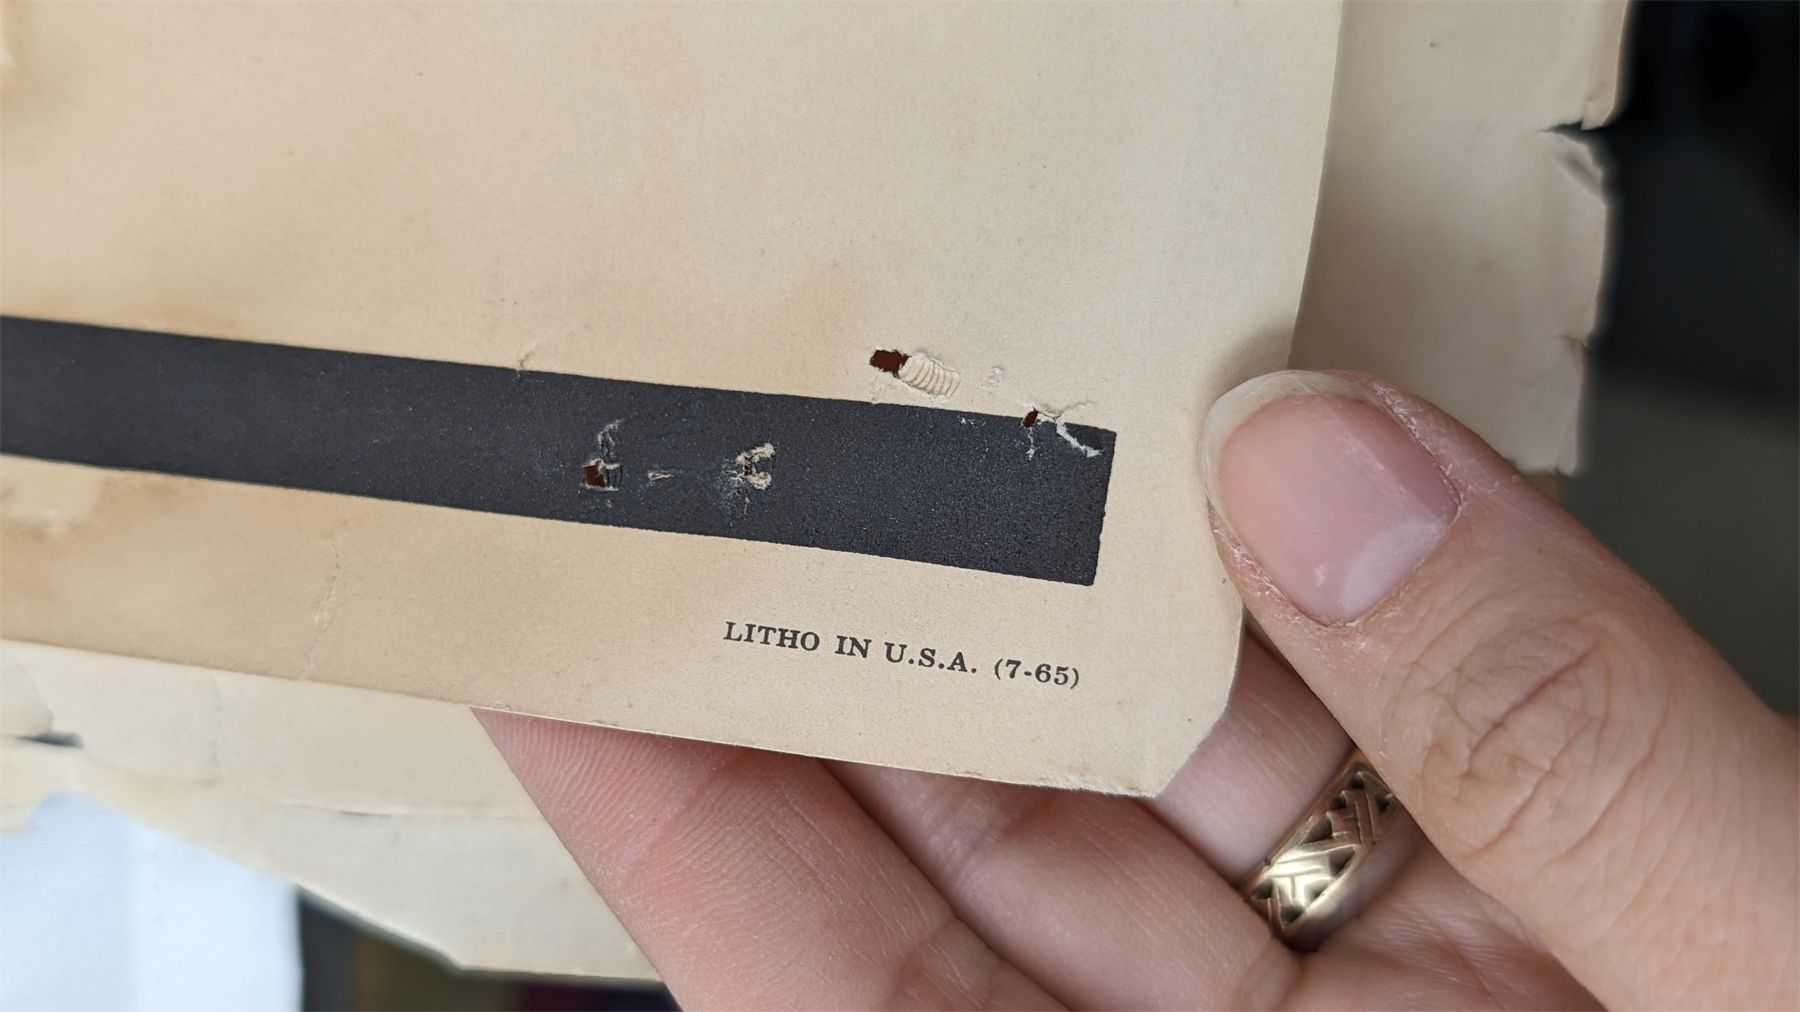 LITHO IN U.S.A. (7-65)